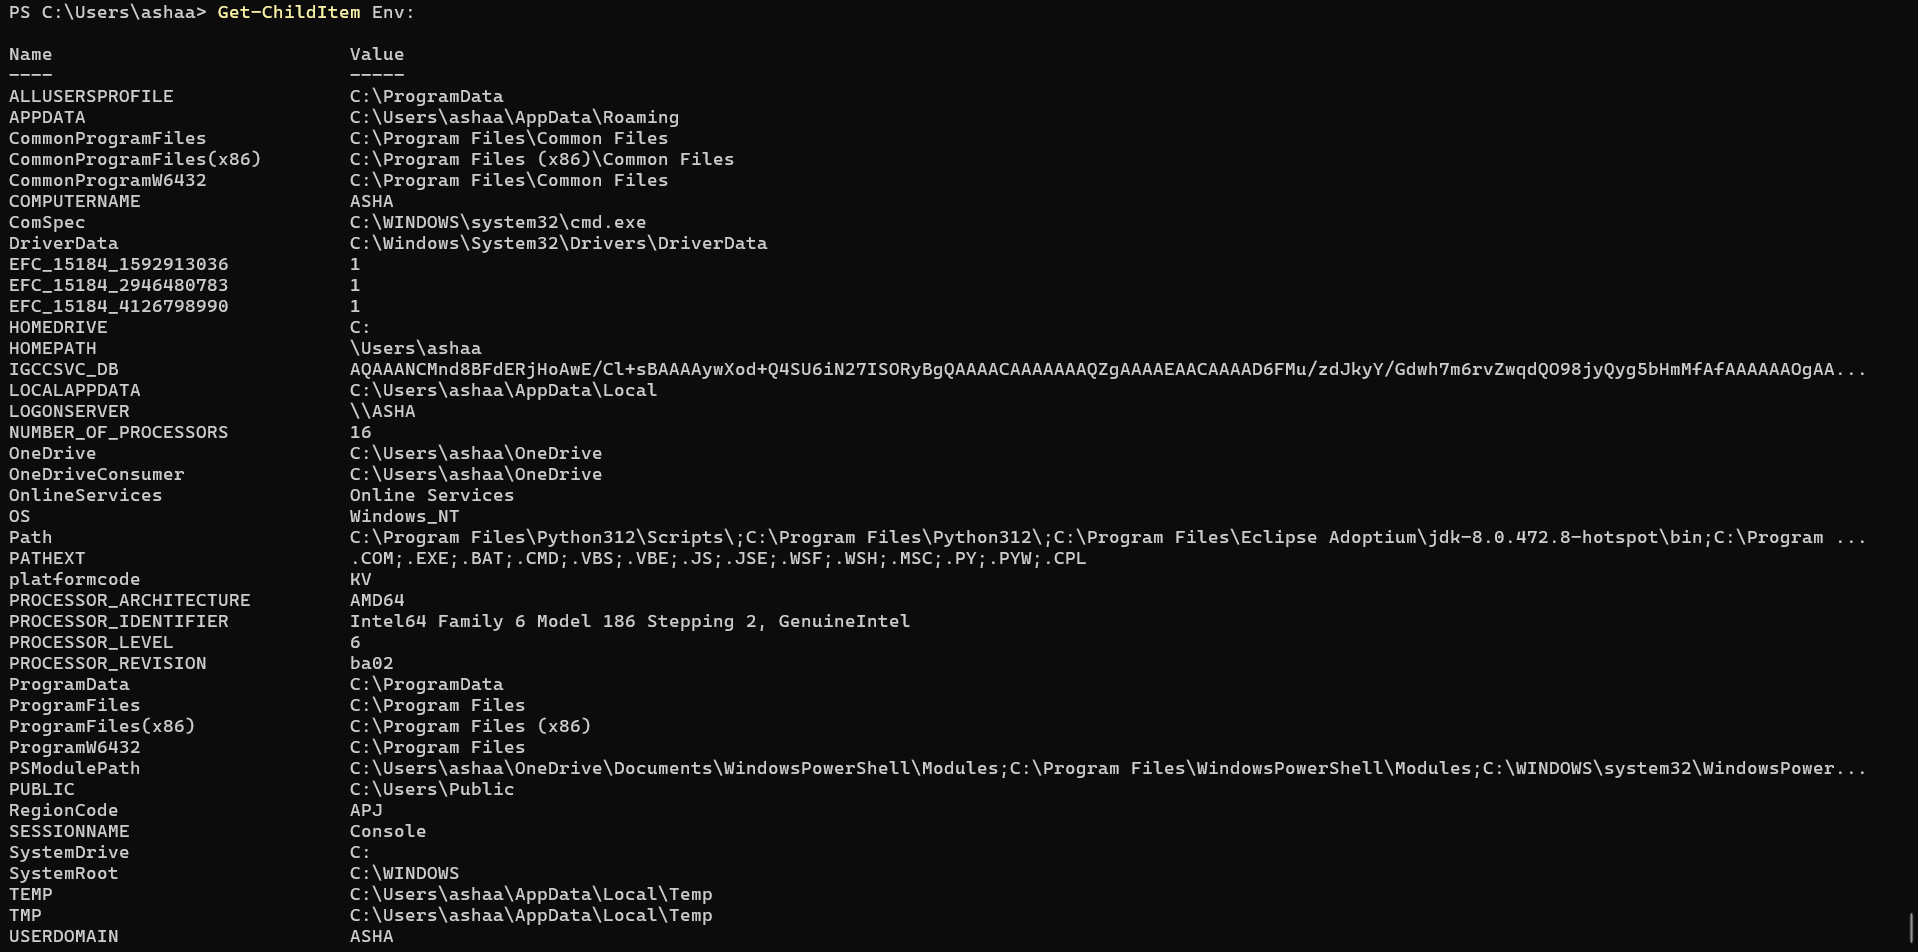 PS C:\Users\ashaa> Get-ChildItem Env:
Name Value
---- -----
ALLUSERSPROFILE C:\ProgramData
APPDATA C:\Users\ashaa\AppData\Roaming
CommonProgramFiles C:\Program Files\Common Files
CommonProgramFiles(x86) C:\Program Files (x86)\Common Files
CommonProgramW6432 C:\Program Files\Common Files
COMPUTERNAME ASHA
ComSpec C:\WINDOWS\system32\cmd.exe
DriverData C:\Windows\System32\Drivers\DriverData
EFC_15184_1592913036 1
EFC_15184_2946480783 1
EFC_15184_4126798990 1
HOMEDRIVE C:
HOMEPATH \Users\ashaa
IGCCSVC_DB AQAAANCMnd8BFdERjHoAwE/Cl+sBAAAAywXod+Q4SU6iN27ISORyBgQAAAACAAAAAAAQZgAAAAEAACAAAAD6FMu/zdJkyY/Gdwh7m6rvZwqdQO98jyQyg5bHmMfAfAAAAAAOgAA...
LOCALAPPDATA C:\Users\ashaa\AppData\Local
LOGONSERVER \\ASHA
NUMBER_OF_PROCESSORS 16
OneDrive C:\Users\ashaa\OneDrive
OneDriveConsumer C:\Users\ashaa\OneDrive
OnlineServices Online Services
OS Windows_NT
Path C:\Program Files\Python312\Scripts\;C:\Program Files\Python312\;C:\Program Files\Eclipse Adoptium\jdk-8.0.472.8-hotspot\bin;C:\Program ...
PATHEXT .COM;.EXE;.BAT;.CMD;.VBS;.VBE;.JS;.JSE;.WSF;.WSH;.MSC;.PY;.PYW;.CPL
platformcode KV
PROCESSOR_ARCHITECTURE AMD64
PROCESSOR_IDENTIFIER Intel64 Family 6 Model 186 Stepping 2, GenuineIntel
PROCESSOR_LEVEL 6
PROCESSOR_REVISION ba02
ProgramData C:\ProgramData
ProgramFiles C:\Program Files
ProgramFiles(x86) C:\Program Files (x86)
ProgramW6432 C:\Program Files
PSModulePath C:\Users\ashaa\OneDrive\Documents\WindowsPowerShell\Modules;C:\Program Files\WindowsPowerShell\Modules;C:\WINDOWS\system32\WindowsPower...
PUBLIC C:\Users\Public
RegionCode APJ
SESSIONNAME Console
SystemDrive C:
SystemRoot C:\WINDOWS
TEMP C:\Users\ashaa\AppData\Local\Temp
TMP C:\Users\ashaa\AppData\Local\Temp
USERDOMAIN ASHA